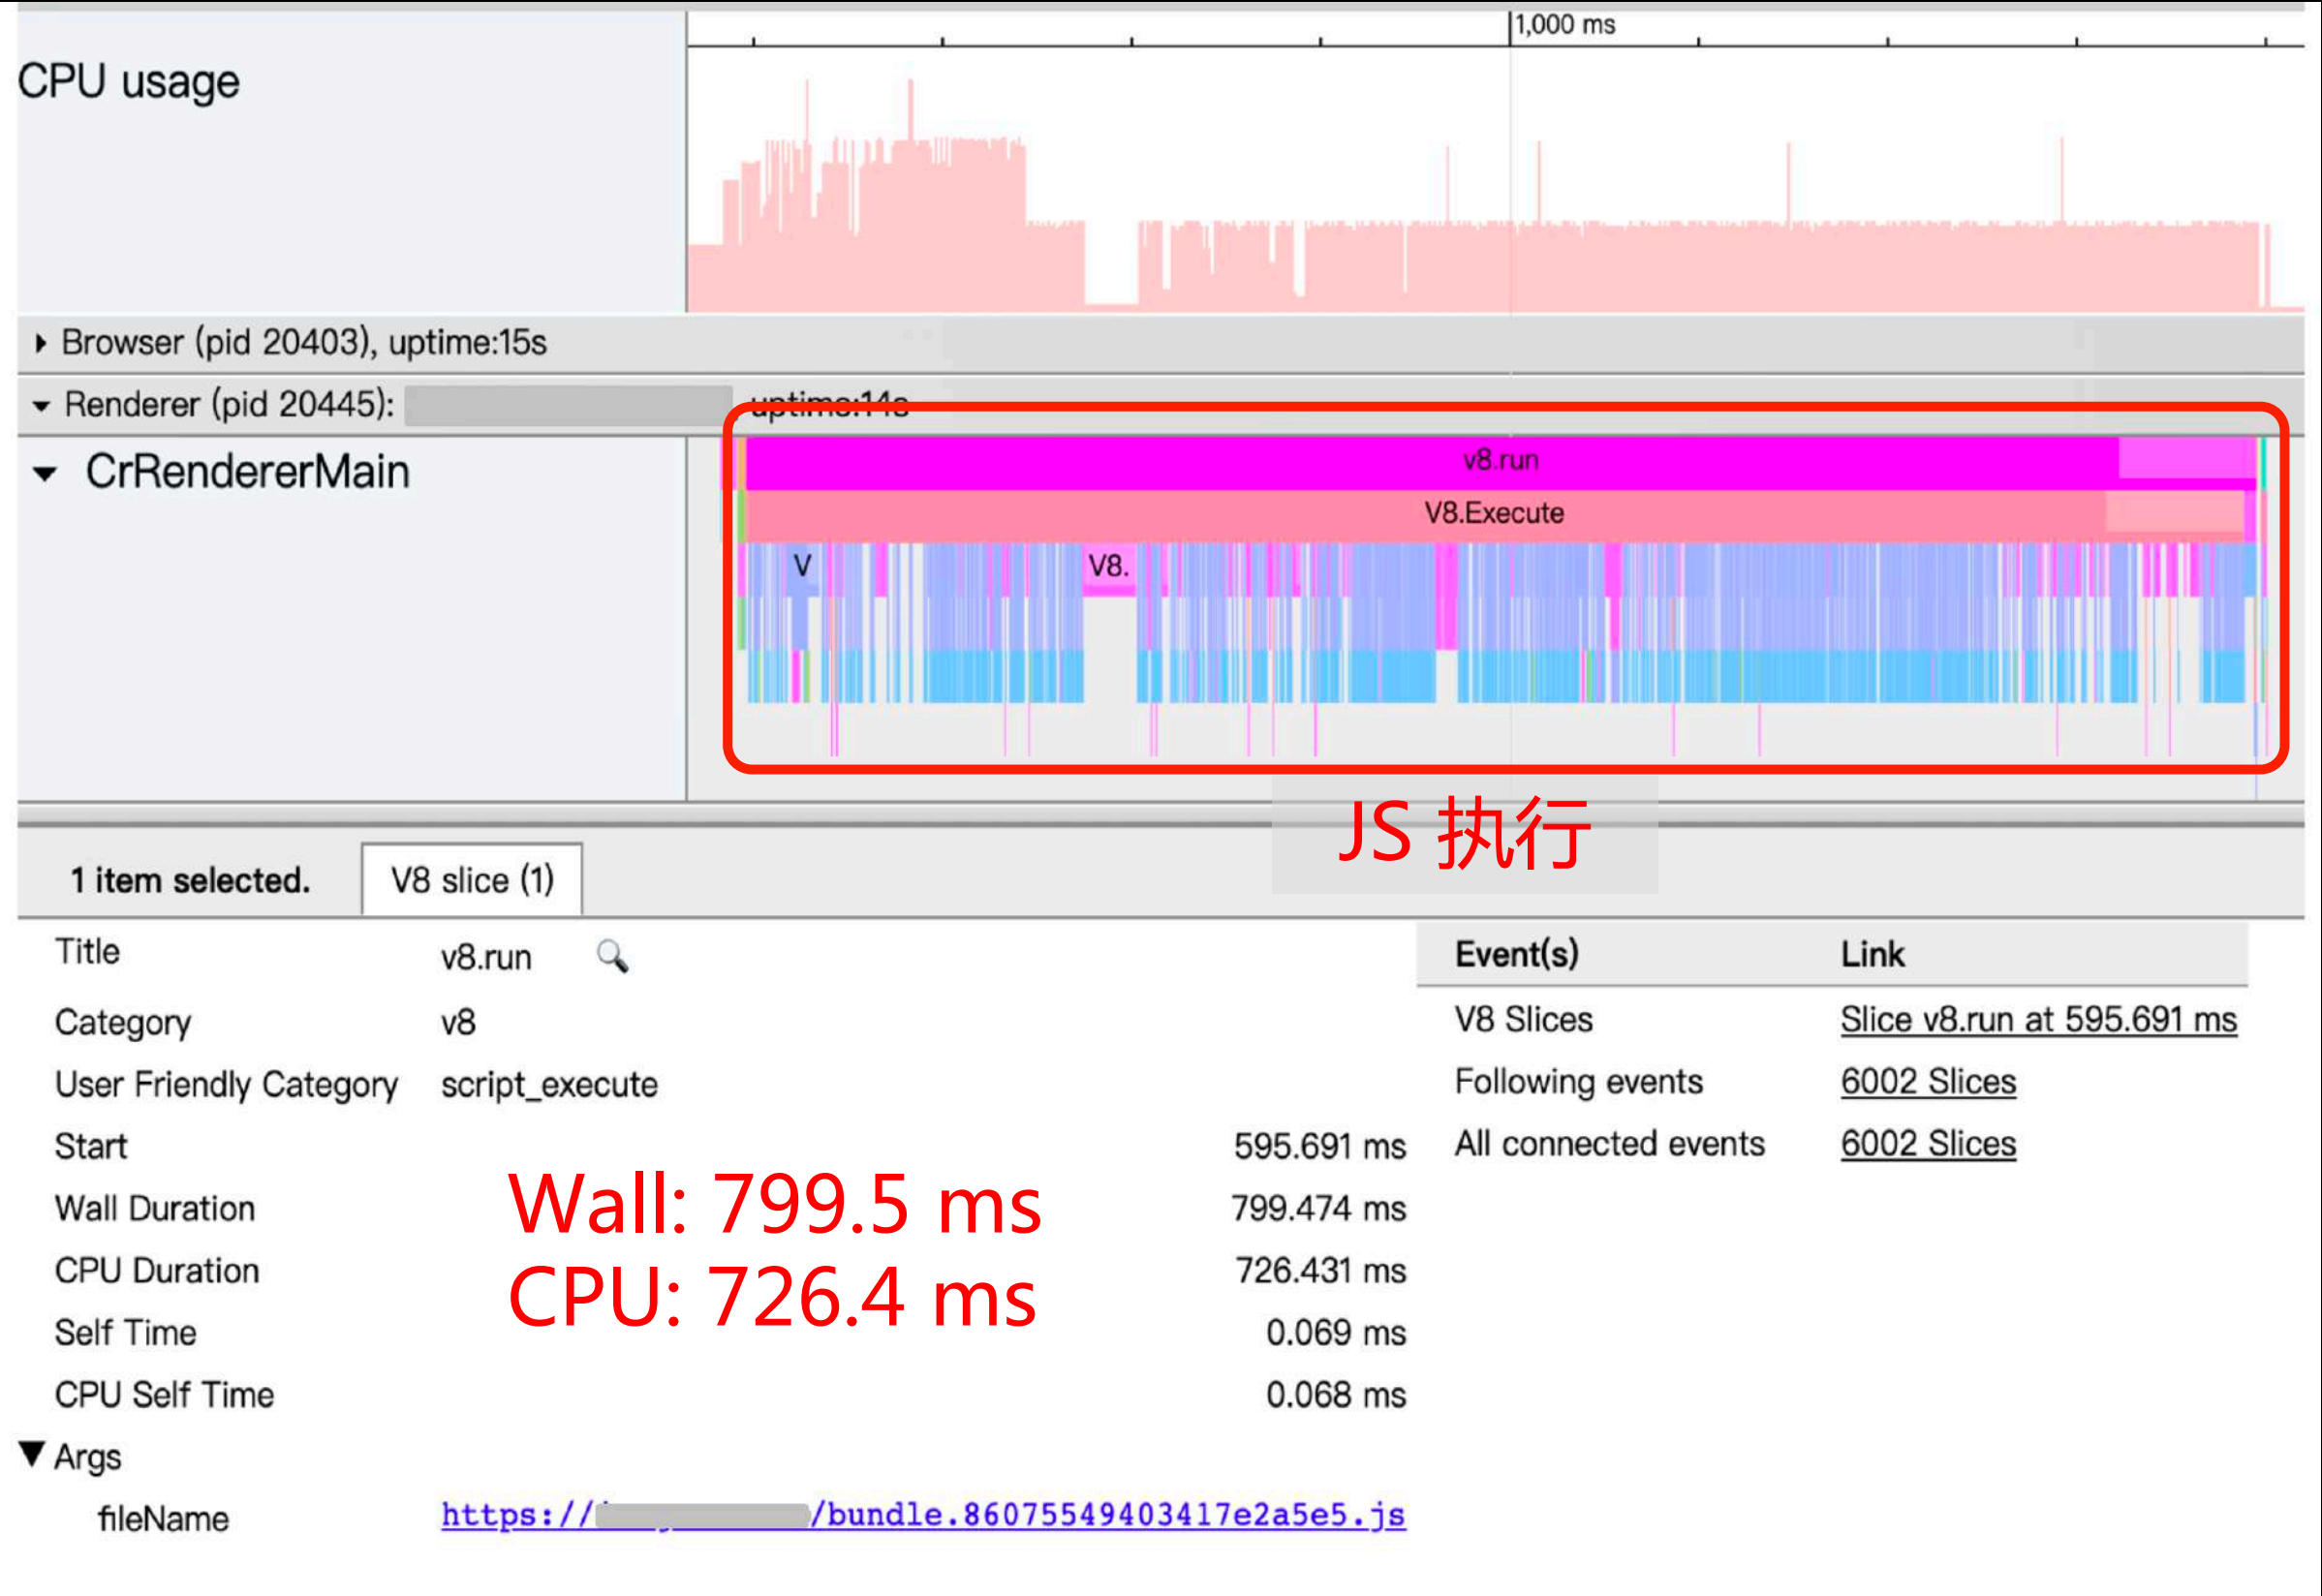 1,000 ms
CPU usage
Browser (pid 20403), uptime:15s
Renderer (pid 20445): uptime:14s
CrRendererMain
v8.run
V8.Execute
V
V8.
JS 执行
1 item selected.
V8 slice (1)
Title v8.run
Category v8
User Friendly Category script_execute
Start 595.691 ms
Wall Duration 799.474 ms
CPU Duration 726.431 ms
Self Time 0.069 ms
CPU Self Time 0.068 ms
Args
fileName https:// /bundle.86075549403417e2a5e5.js
Wall: 799.5 ms
CPU: 726.4 ms
Event(s) Link
V8 Slices Slice v8.run at 595.691 ms
Following events 6002 Slices
All connected events 6002 Slices